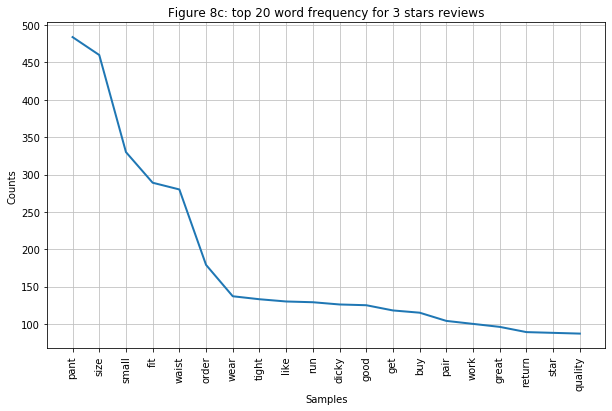 Figure 8c: top 20 word frequency for 3 stars reviews
500
450
400
350
300
250
200
150
100
Counts
pant
size
small
fit
waist
order
wear
tight
like
run
dicky
good
get
buy
pair
work
great
return
star
quality
Samples